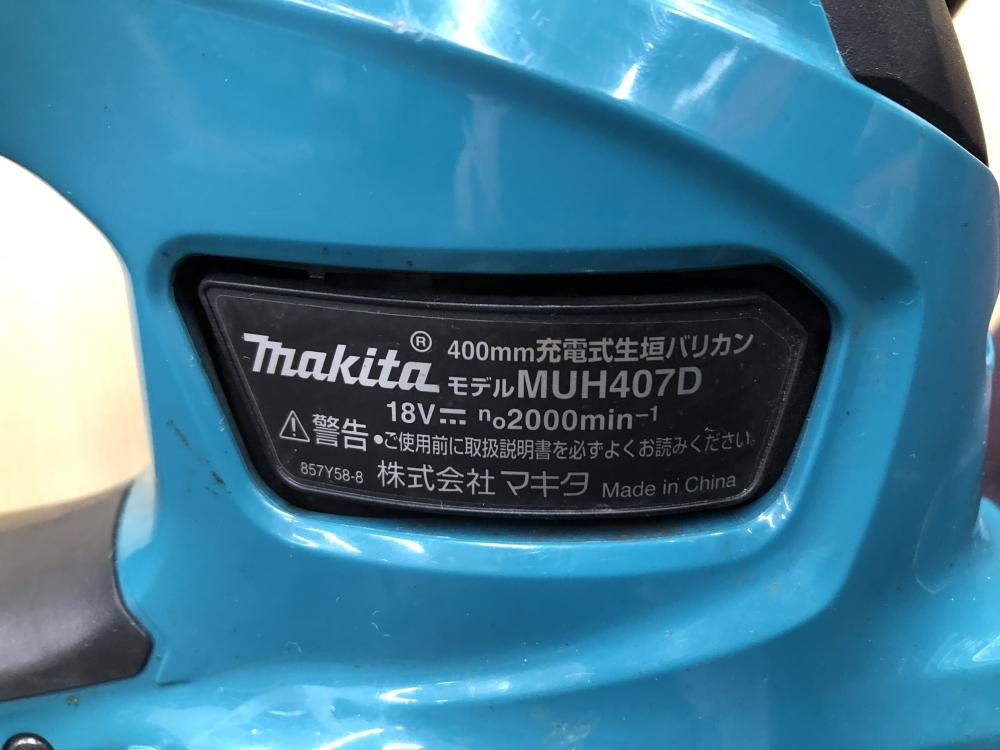 makita® 400mm充電式生垣バリカン
モデルMUH407D
18V⎓ n₀2000min⁻¹
⚠警告・ご使用前に取扱説明書を必ずよくお読みください。
857Y58-8 株式会社 マキタ Made in China